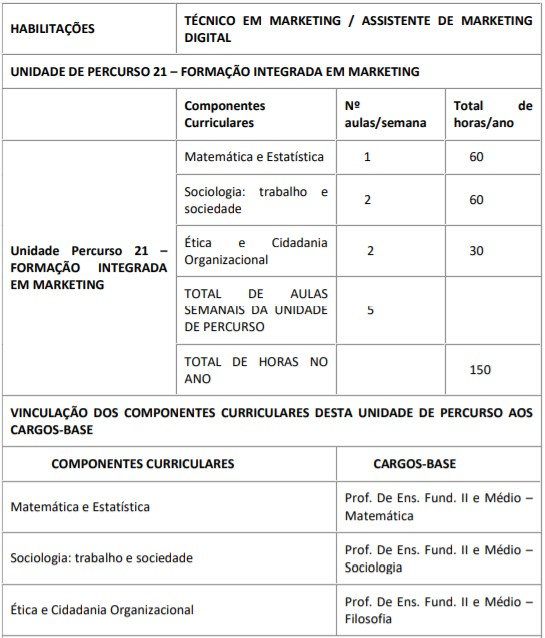 HABILITAÇÕES
TÉCNICO EM MARKETING / ASSISTENTE DE MARKETING
DIGITAL
UNIDADE DE PERCURSO 21 – FORMAÇÃO INTEGRADA EM MARKETING
Componentes
Curriculares
Nº
aulas/semana
Total de
horas/ano
Unidade Percurso 21 –
FORMAÇÃO INTEGRADA
EM MARKETING
Matemática e Estatística
1
60
Sociologia: trabalho e
sociedade
2
60
Ética e Cidadania
Organizacional
2
30
TOTAL DE AULAS
SEMANAIS DA UNIDADE
DE PERCURSO
5
TOTAL DE HORAS NO
ANO
150
VINCULAÇÃO DOS COMPONENTES CURRICULARES DESTA UNIDADE DE PERCURSO AOS
CARGOS-BASE
COMPONENTES CURRICULARES
CARGOS-BASE
Matemática e Estatística
Prof. De Ens. Fund. II e Médio –
Matemática
Sociologia: trabalho e sociedade
Prof. De Ens. Fund. II e Médio –
Sociologia
Ética e Cidadania Organizacional
Prof. De Ens. Fund. II e Médio –
Filosofia